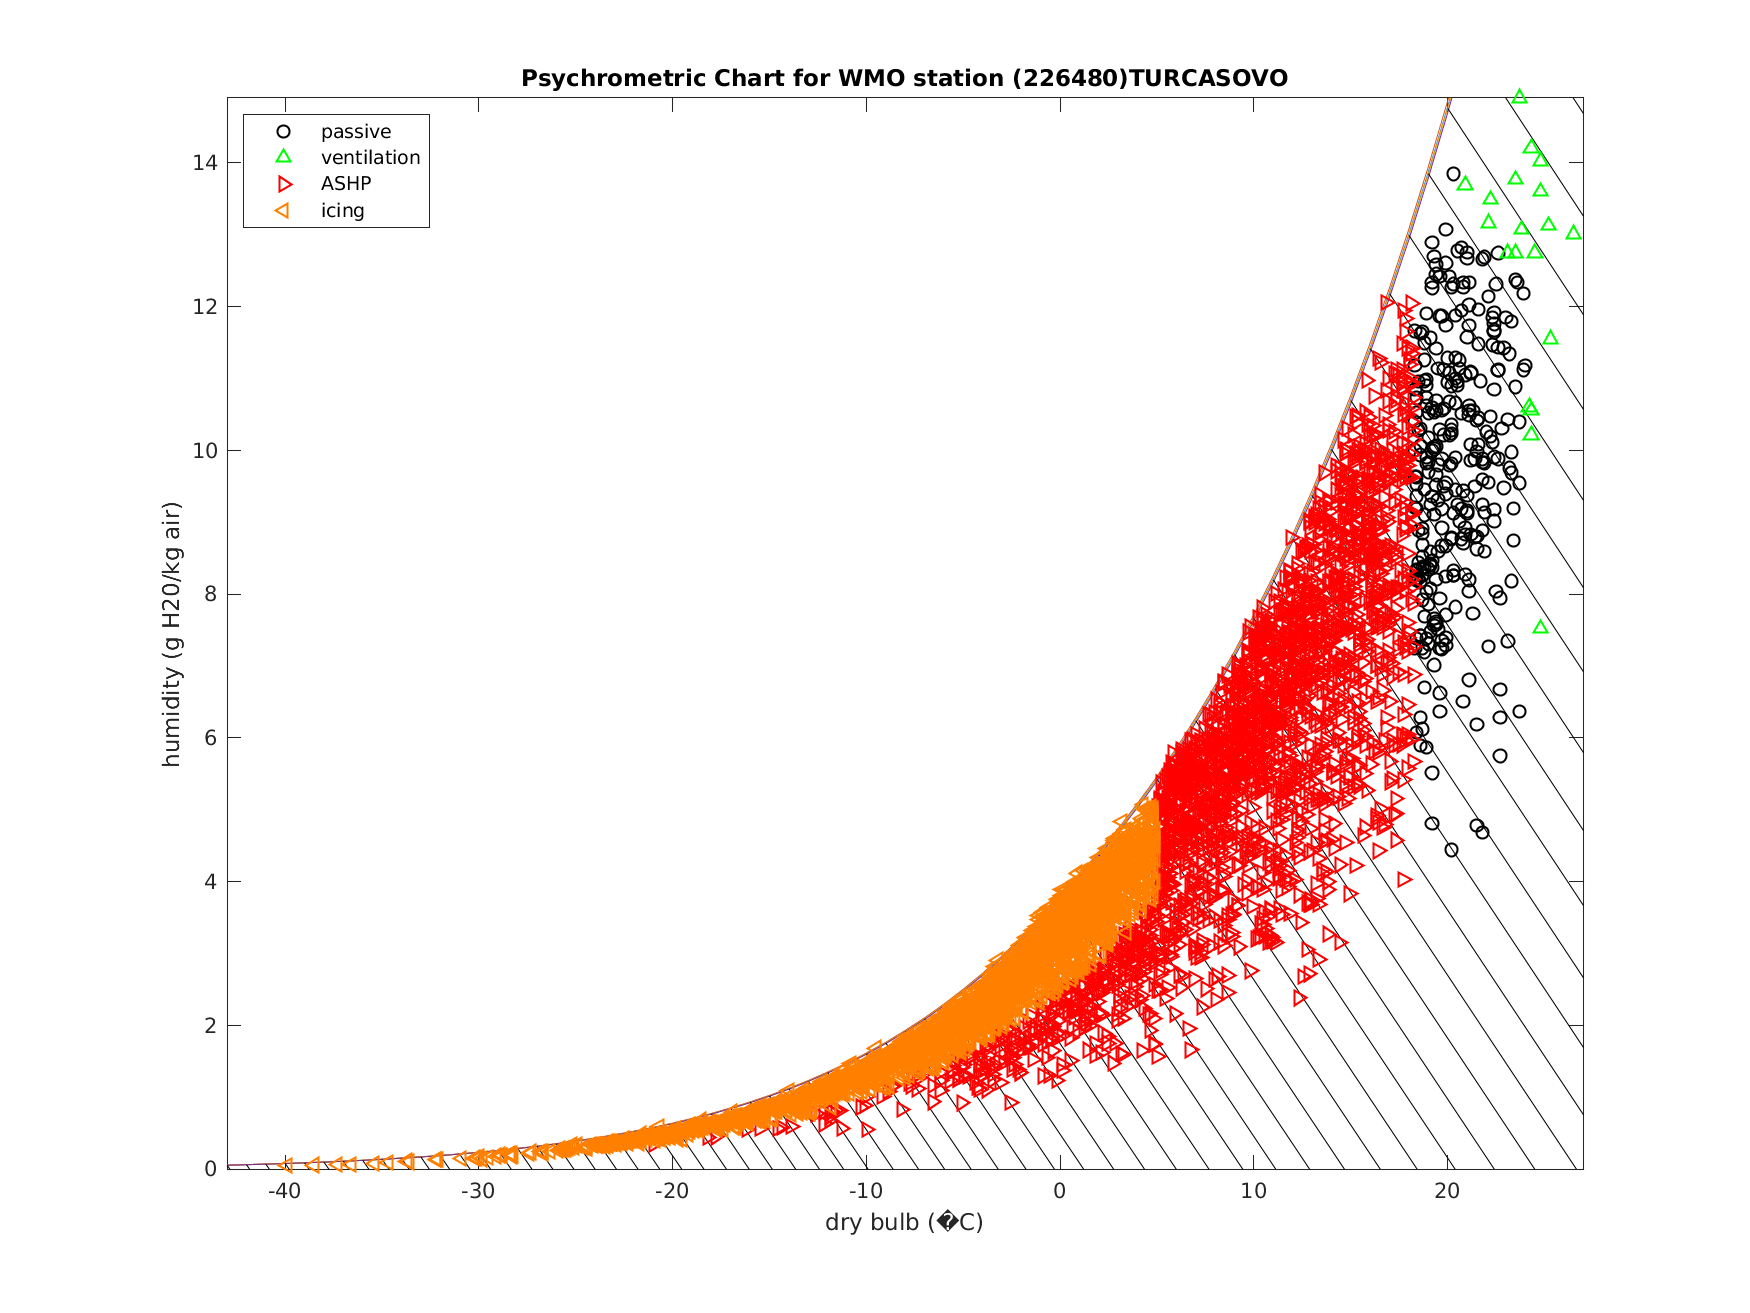 Psychrometric Chart for WMO station (226480)TURCASOVO
passive
ventilation
ASHP
icing
humidity (g H20/kg air)
14
12
10
8
6
4
2
0
-40 -30 -20 -10 0 10 20
dry bulb (�C)